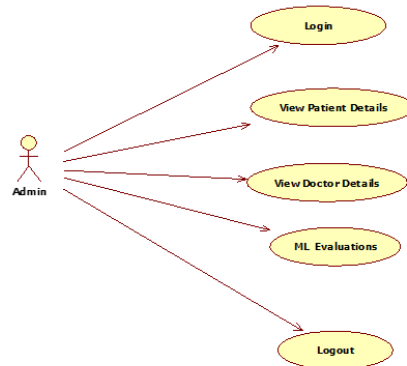 Login
View Patient Details
Admin
View Doctor Details
ML Evaluations
Logout